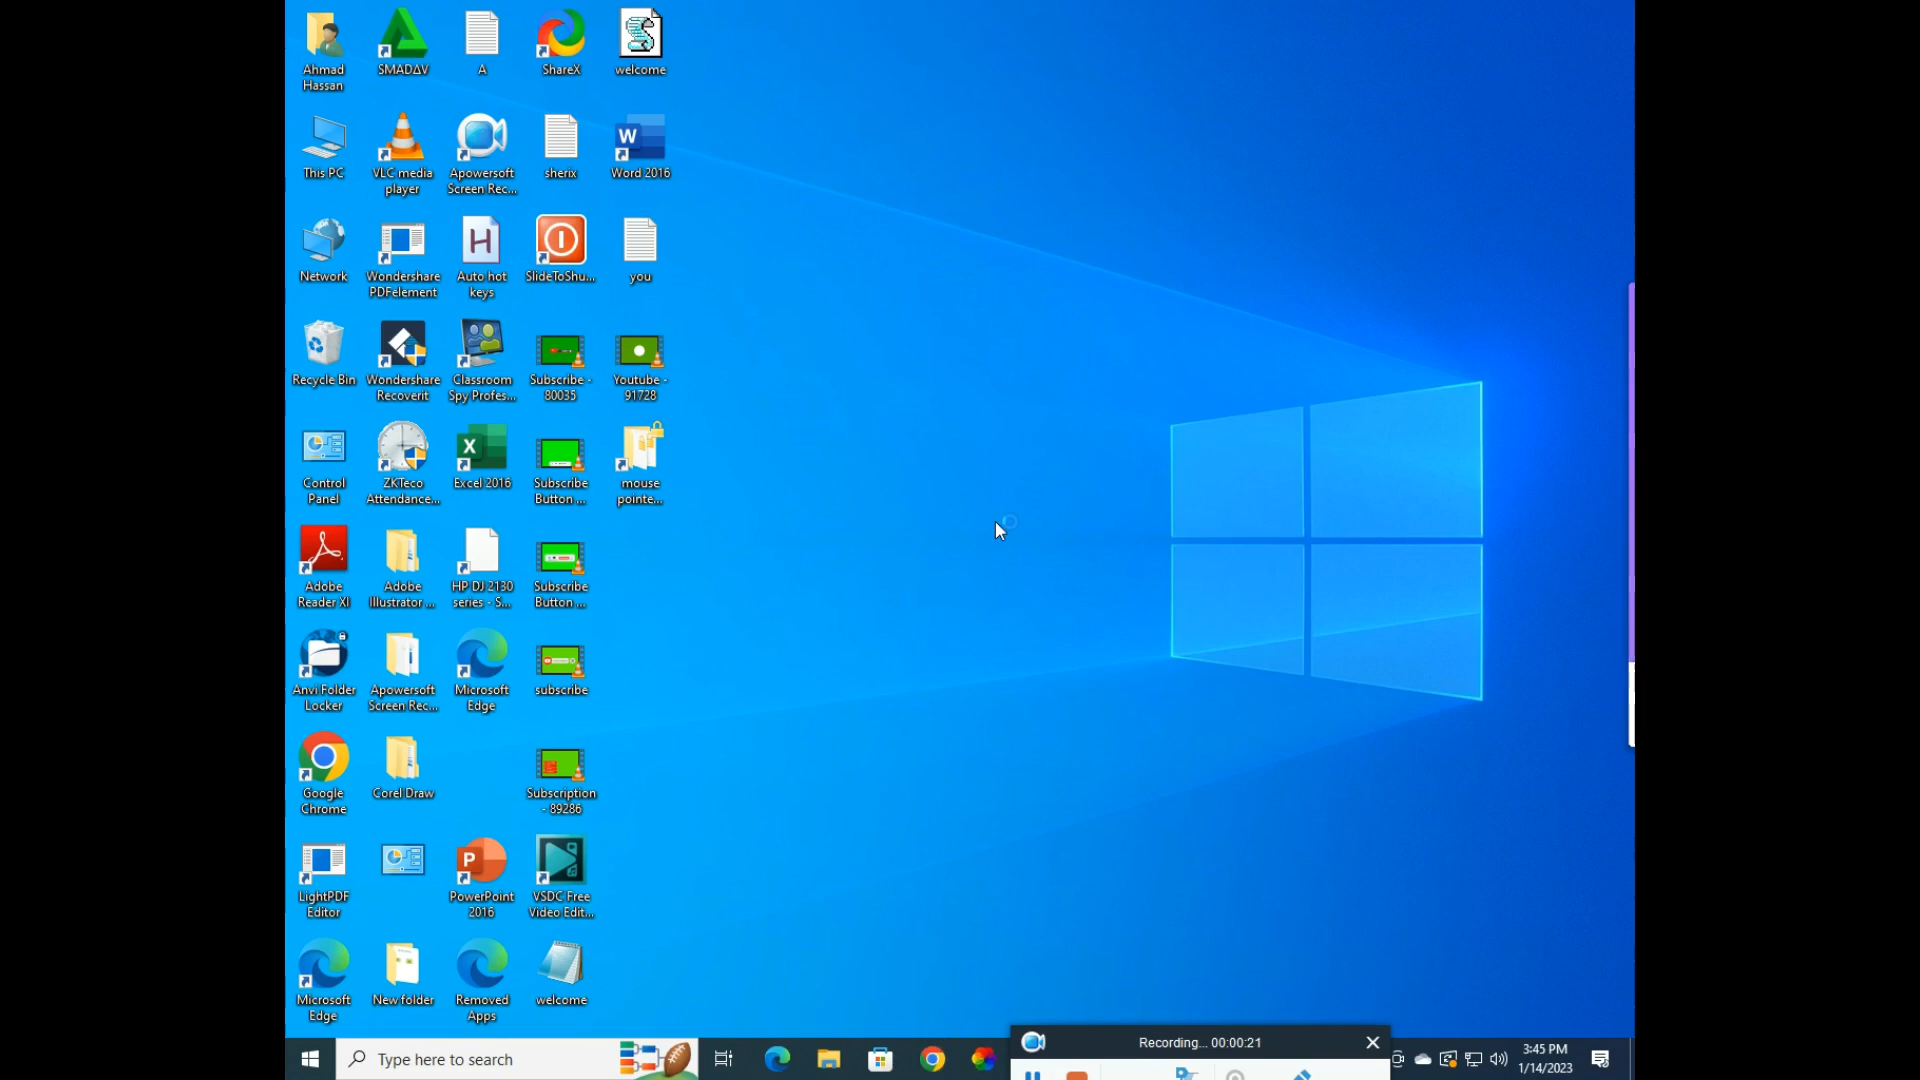 Ahmad
Hassan
SMADΔV
A
ShareX
welcome
This PC
VLC media
player
Apowersoft
Screen Rec...
sherix
Word 2016
Network
Wondershare
PDFelement
Auto hot
keys
SlideToShu...
you
Recycle Bin
Wondershare
Recoverit
Classroom
Spy Profes...
Subscribe -
80035
Youtube -
91728
Control
Panel
ZKTeco
Attendance...
Excel 2016
Subscribe
Button ...
mouse
pointe...
Adobe
Reader XI
Adobe
Illustrator ...
HP DJ 2130
series - S...
Subscribe
Button ...
Anvi Folder
Locker
Apowersoft
Screen Rec...
Microsoft
Edge
subscribe
Google
Chrome
Corel Draw
Subscription
- 89286
LightPDF
Editor
PowerPoint
2016
VSDC Free
Video Edit...
Microsoft
Edge
New folder
Removed
Apps
welcome
Type here to search
Recording... 00:00:21
3:45 PM
1/14/2023